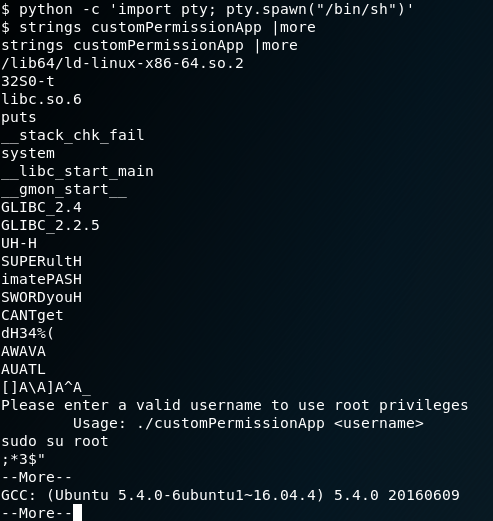 $ python -c 'import pty; pty.spawn("/bin/sh")'
$ strings customPermissionApp |more
strings customPermissionApp |more
/lib64/ld-linux-x86-64.so.2
32S0-t
libc.so.6
puts
__stack_chk_fail
system
__libc_start_main
__gmon_start__
GLIBC_2.4
GLIBC_2.2.5
UH-H
SUPERultH
imatePASH
SWORDyouH
CANTget
dH34%(
AWAVA
AUATL
[]A\A]A^A_
Please enter a valid username to use root privileges
        Usage: ./customPermissionApp <username>
sudo su root
;*3$"
--More--
GCC: (Ubuntu 5.4.0-6ubuntu1~16.04.4) 5.4.0 20160609
--More--